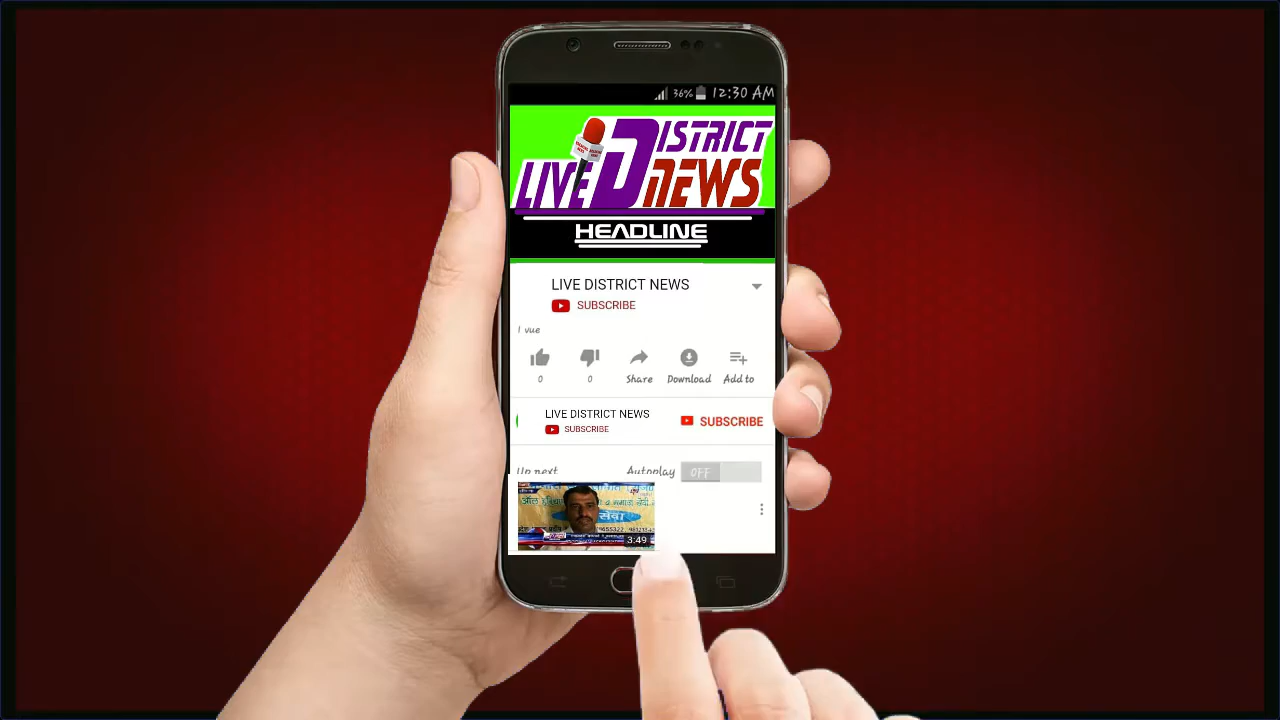 36% 12:30 AM
LIVE DISTRICT NEWS
HEADLINE
LIVE DISTRICT NEWS
SUBSCRIBE
1 vue
0 0 Share Download Add to
LIVE DISTRICT NEWS
SUBSCRIBE
SUBSCRIBE
Up next Autoplay OFF
सेवा
3:49